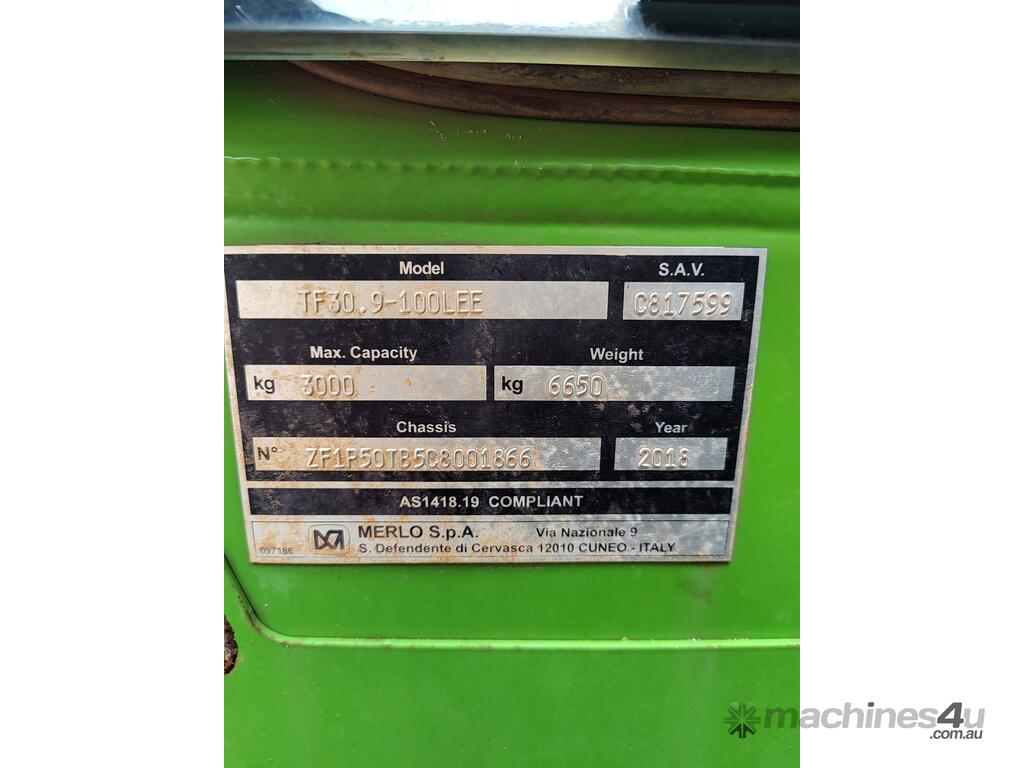 Model S.A.V.
TF30.9-100LEE C817599
Max. Capacity Weight
kg 3000 kg 6650
Chassis Year
N° ZF1P50TB5C8001866 2018
AS1418.19 COMPLIANT
MERLO S.p.A. Via Nazionale 9
097186 S. Defendente di Cervasca 12010 CUNEO - ITALY
machines4u
.com.au